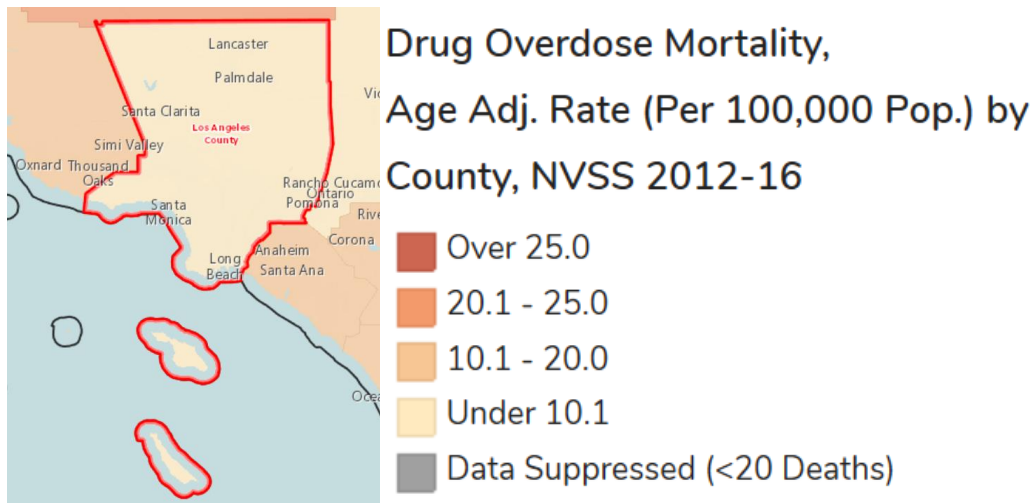 Lancaster
Palmdale
Santa Clarita
Los Angeles
County
Simi Valley
Oxnard
Thousand
Oaks
Rancho Cucamo
Ontario
Pomona
Santa
Monica
Rive
Corona
Anaheim
Long
Beach
Santa Ana
Ocea
Drug Overdose Mortality,
Age Adj. Rate (Per 100,000 Pop.) by
County, NVSS 2012-16
Over 25.0
20.1 - 25.0
10.1 - 20.0
Under 10.1
Data Suppressed (<20 Deaths)